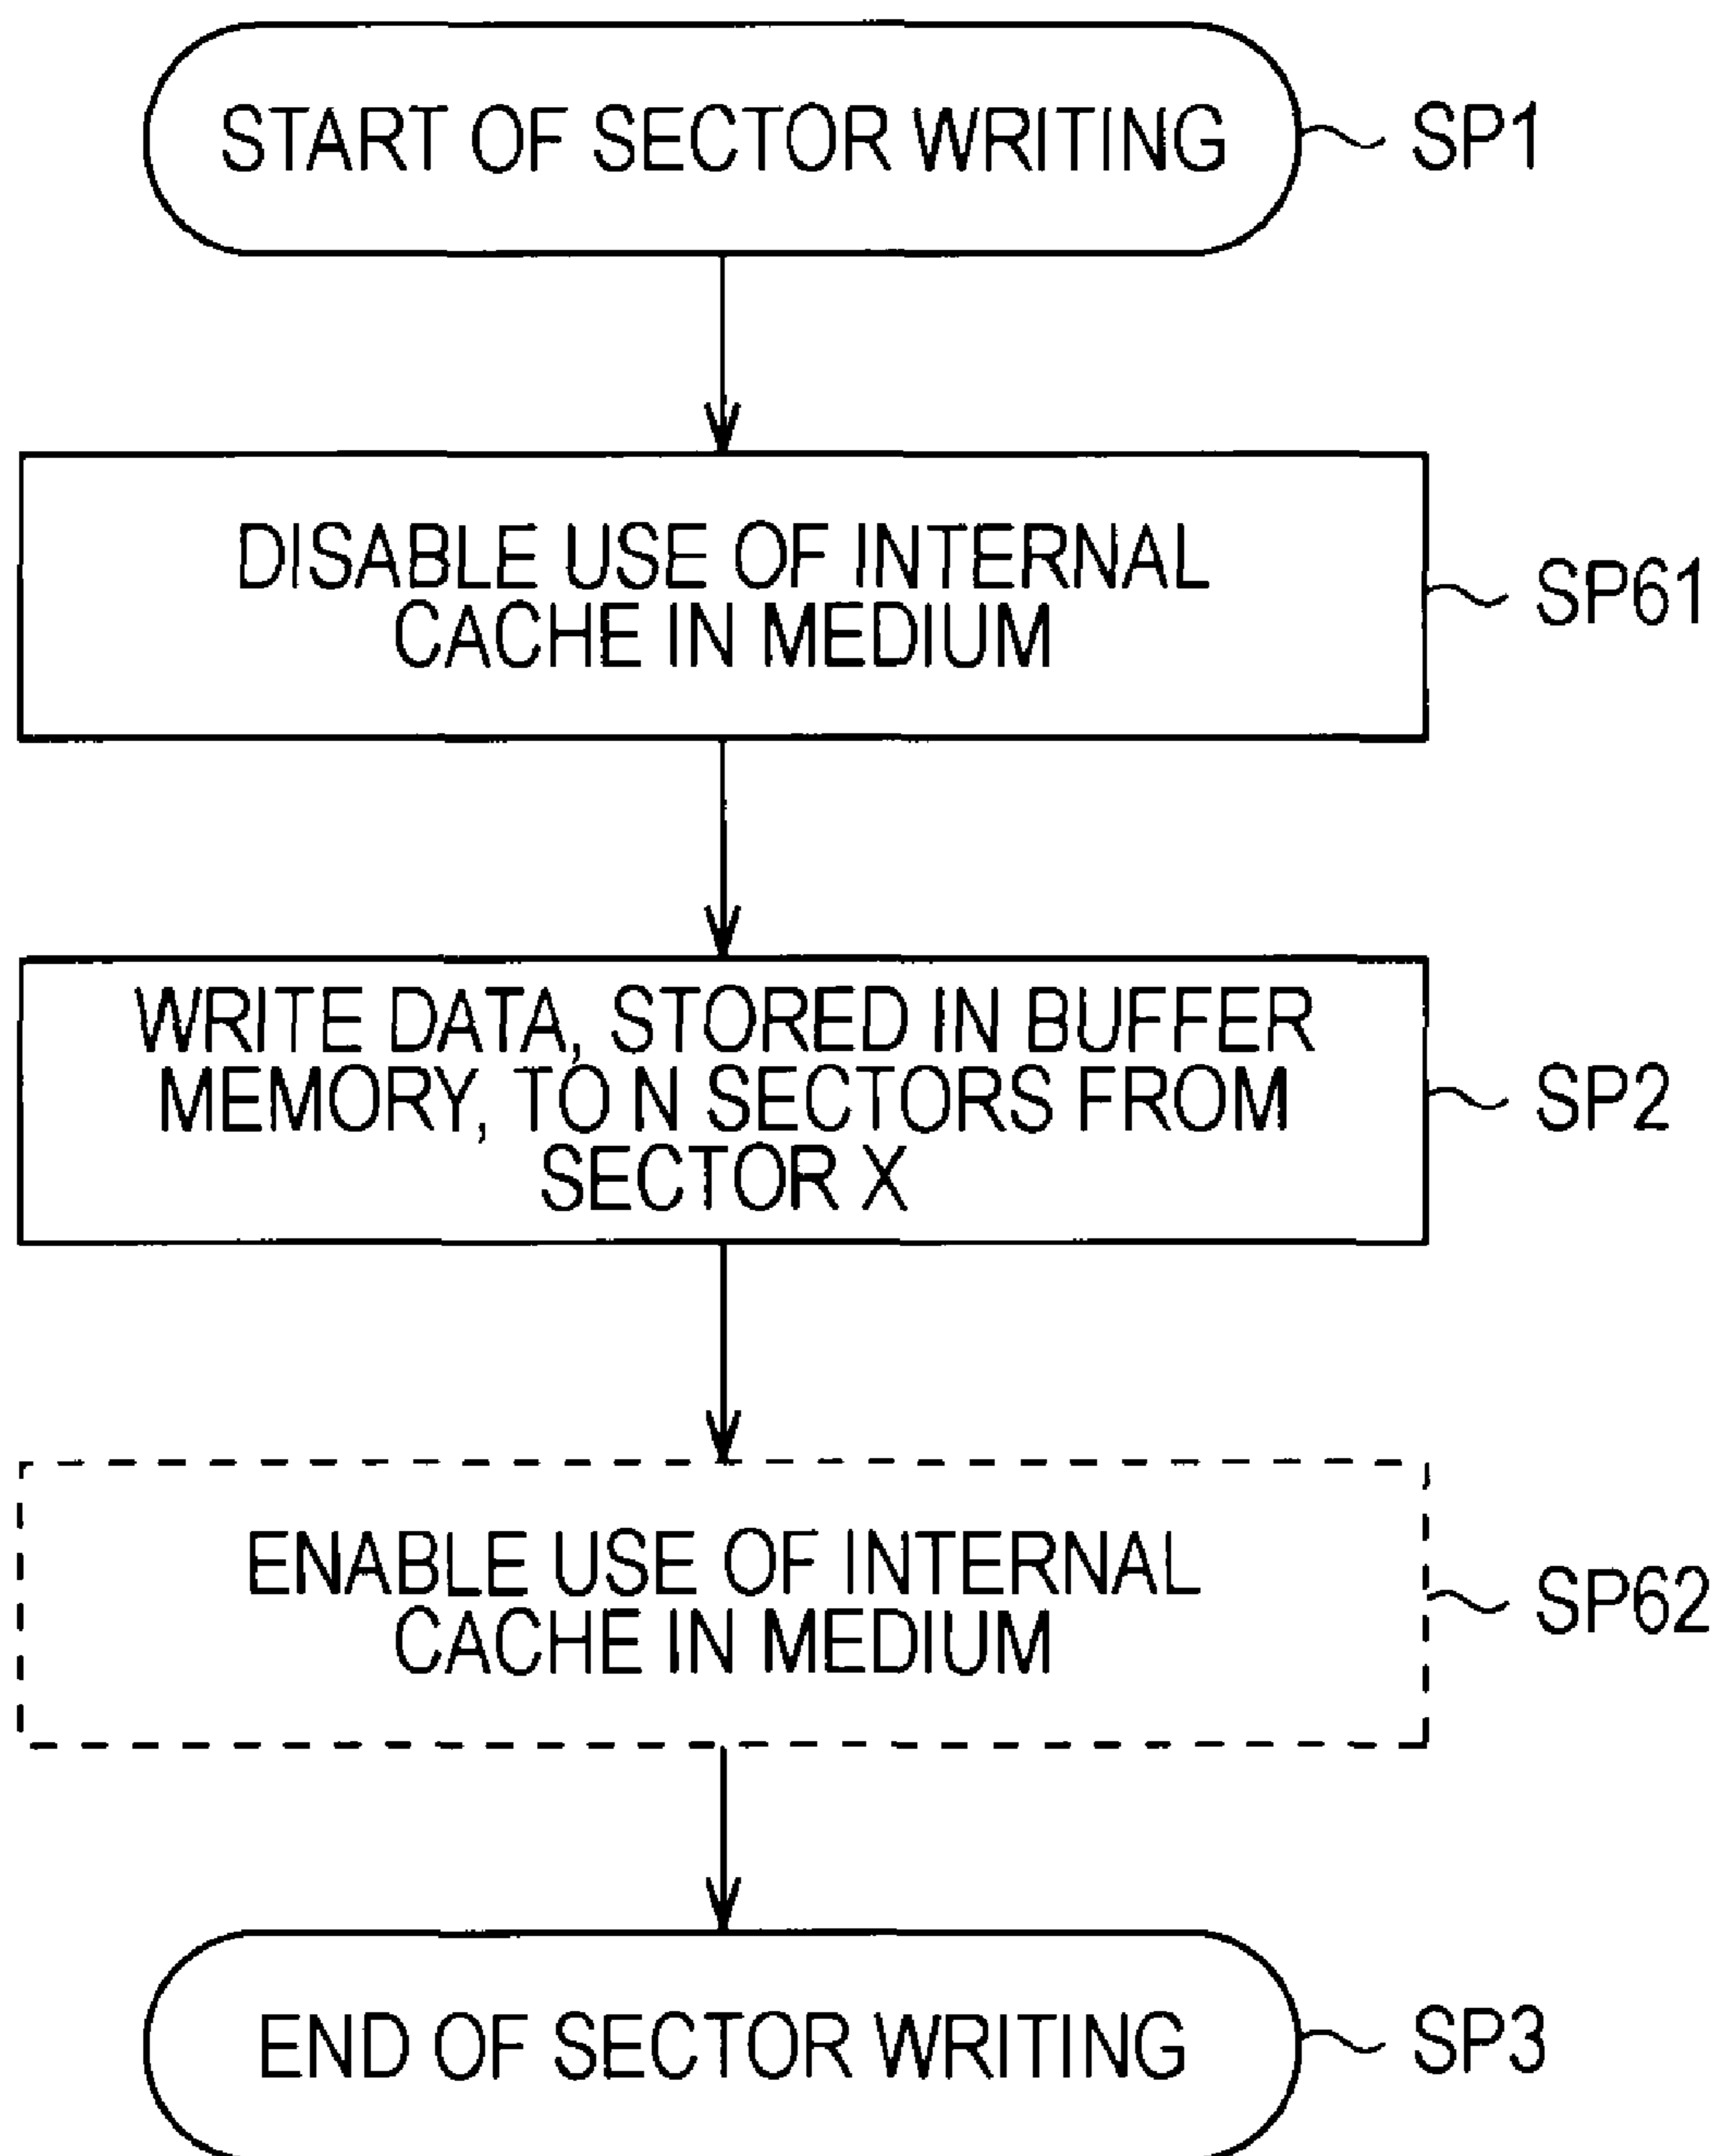 START OF SECTOR WRITING
SP1
DISABLE USE OF INTERNAL
CACHE IN MEDIUM
SP61
WRITE DATA, STORED IN BUFFER
MEMORY, TO N SECTORS FROM
SECTOR X
SP2
ENABLE USE OF INTERNAL
CACHE IN MEDIUM
SP62
END OF SECTOR WRITING
SP3